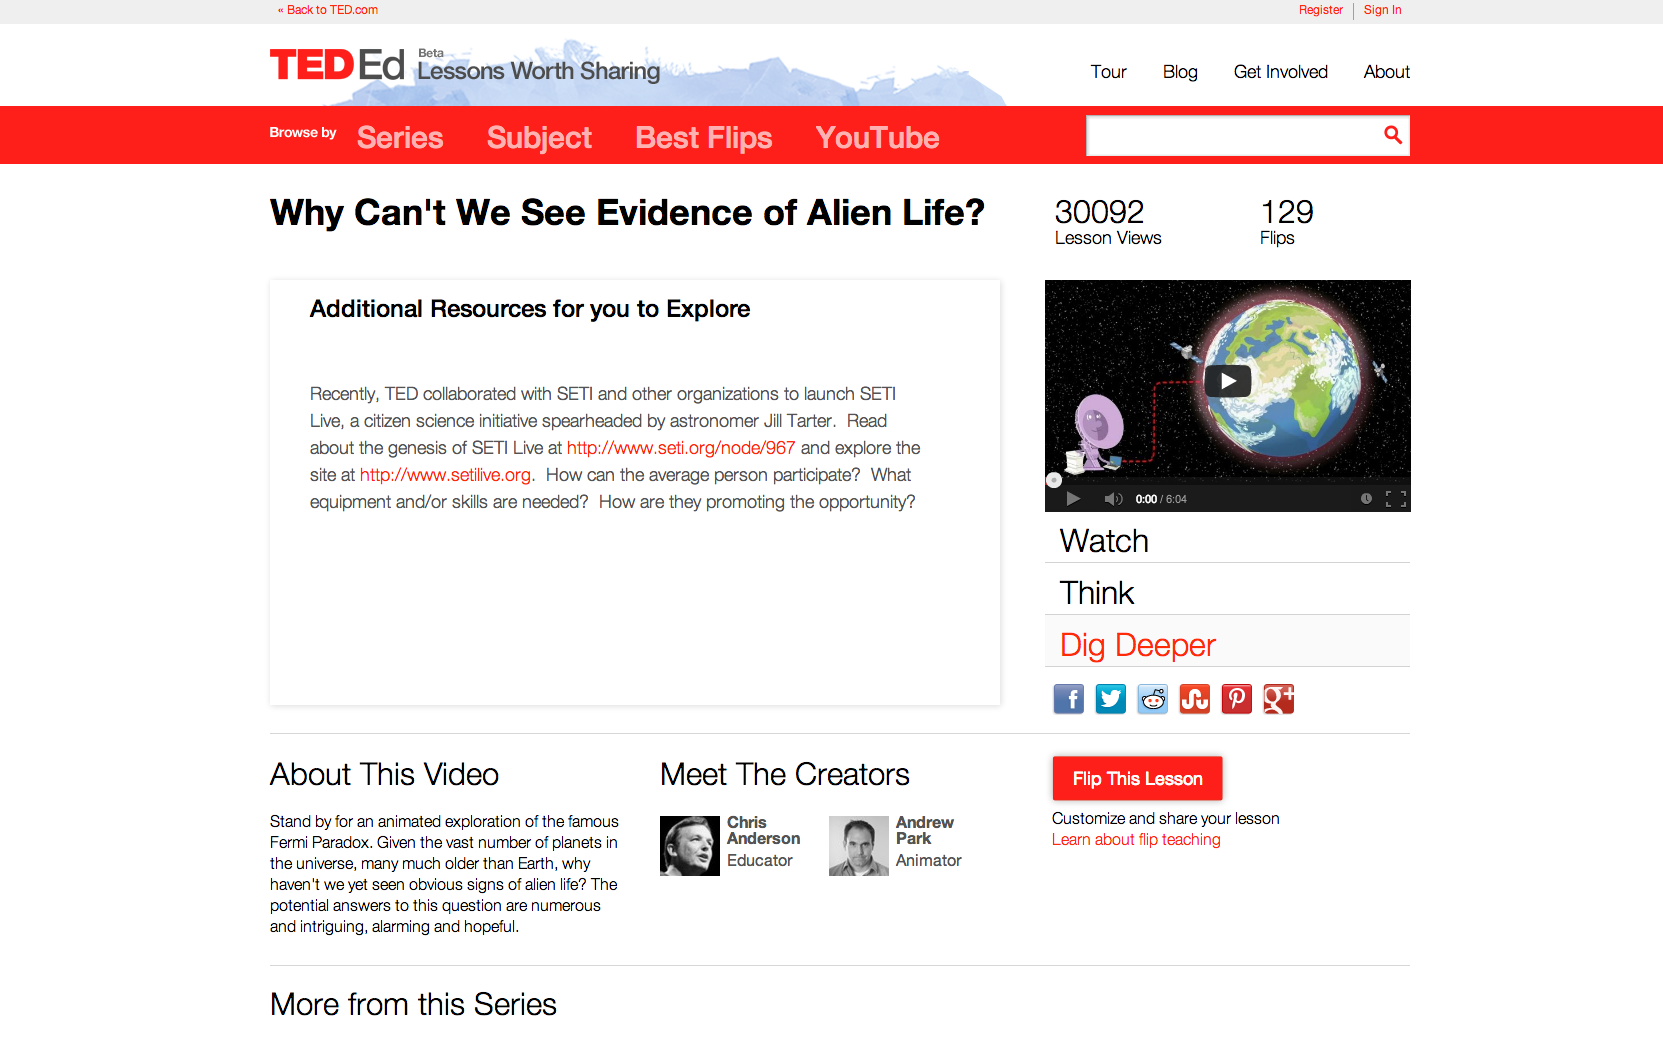 « Back to TED.com
Register
Sign In
TEDEd
Beta
Lessons Worth Sharing
Tour
Blog
Get Involved
About
Browse by
Series
Subject
Best Flips
YouTube
Why Can't We See Evidence of Alien Life?
30092
Lesson Views
129
Flips
Additional Resources for you to Explore
Recently, TED collaborated with SETI and other organizations to launch SETI
Live, a citizen science initiative spearheaded by astronomer Jill Tarter.  Read
about the genesis of SETI Live at http://www.seti.org/node/967 and explore the
site at http://www.setilive.org.  How can the average person participate?  What
equipment and/or skills are needed?  How are they promoting the opportunity?
0:00 / 6:04
Watch
Think
Dig Deeper
About This Video
Stand by for an animated exploration of the famous
Fermi Paradox. Given the vast number of planets in
the universe, many much older than Earth, why
haven't we yet seen obvious signs of alien life? The
potential answers to this question are numerous
and intriguing, alarming and hopeful.
Meet The Creators
Chris
Anderson
Educator
Andrew
Park
Animator
Flip This Lesson
Customize and share your lesson
Learn about flip teaching
More from this Series